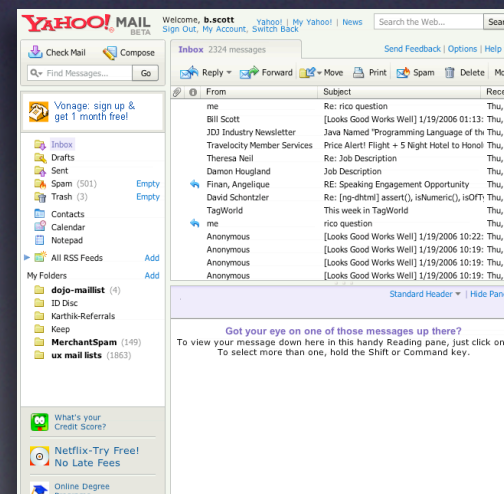 YAHOO! MAIL
BETA
Welcome, b.scott
Sign Out, My Account,
Yahoo! | My Yahoo! | News
Switch Back
Search the Web...
Check Mail
Compose
Find Messages...
Go
Inbox 2324 messages
Send Feedback | Options | Help
Reply
Forward
Move
Print
Spam
Delete
From
Subject
me
Re: rico question
Thu,
Bill Scott
[Looks Good Works Well] 1/19/2006 01:13:
Thu,
JDJ Industry Newsletter
Java Named "Programming Language of th
Thu,
Travelocity Member Services
Price Alert! Flight + 5 Night Hotel to Honol
Thu,
Theresa Neil
Re: Job Description
Thu,
Damon Hougland
Job Description
Thu,
Finan, Angelique
RE: Speaking Engagement Opportunity
Thu,
David Schontzler
Re: [ng-dhtml] assert(), isNumeric(), isOfT
Thu,
TagWorld
This week in TagWorld
Thu,
me
rico question
Thu,
Anonymous
[Looks Good Works Well] 1/19/2006 10:22:
Thu,
Anonymous
[Looks Good Works Well] 1/19/2006 10:19:
Thu,
Anonymous
[Looks Good Works Well] 1/19/2006 10:19:
Thu,
Anonymous
[Looks Good Works Well] 1/19/2006 10:19:
Thu,
Vonage: sign up &
get 1 month free!
Inbox
Drafts
Sent
Spam (501) Empty
Trash (3) Empty
Contacts
Calendar
Notepad
All RSS Feeds Add
My Folders Add
dojo-maillist (4)
ID Disc
Karthik-Referrals
Keep
MerchantSpam (149)
ux mail lists (1863)
Standard Header | Hide Pan
Got your eye on one of those messages up there?
To view your message down here in this handy Reading pane, just click on
To select more than one, hold the Shift or Command key.
What's your
Credit Score?
Netflix-Try Free!
No Late Fees
Online Degree